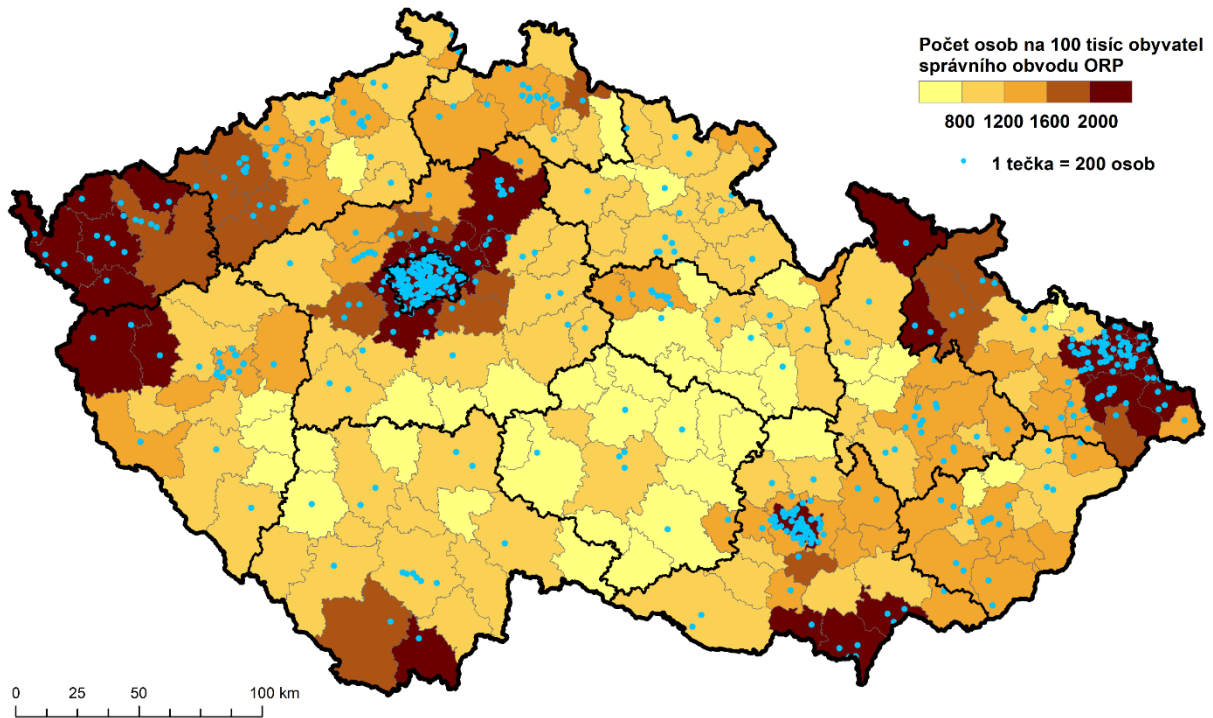 Počet osob na 100 tisíc obyvatel
správního obvodu ORP
800 1200 1600 2000
1 tečka = 200 osob
0 25 50 100 km